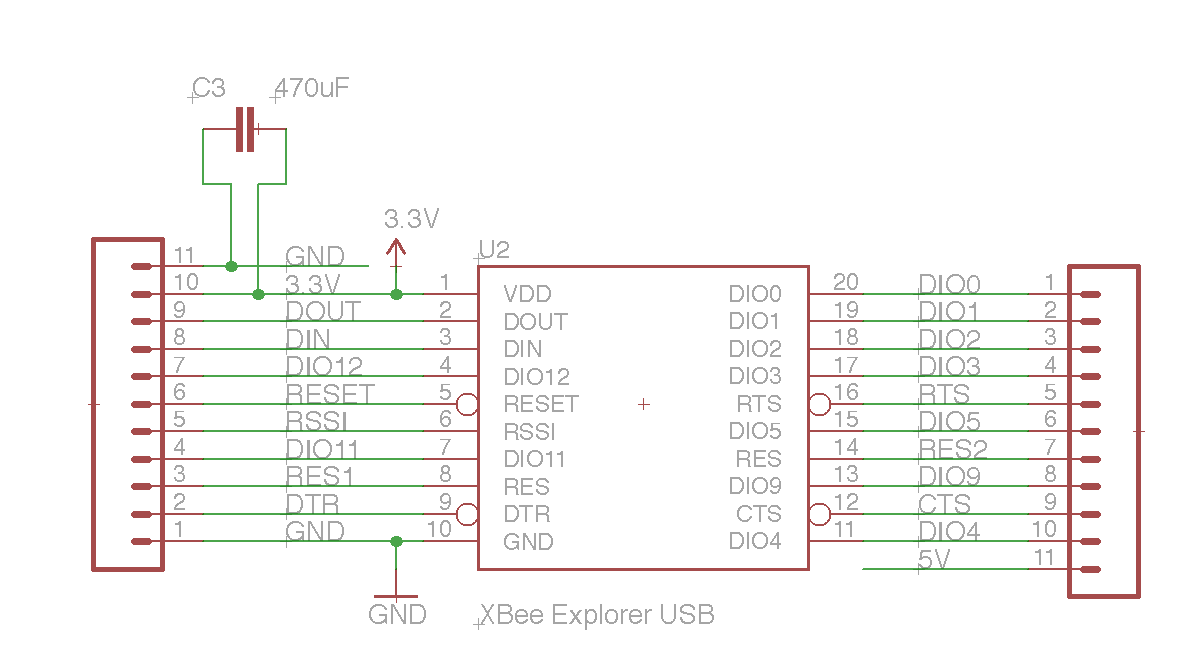 C3 470uF
3.3V
U2
11 GND
10 3.3V 1 VDD DIO0 20 DIO0 1
9 DOUT 2 DOUT DIO1 19 DIO1 2
8 DIN 3 DIN DIO2 18 DIO2 3
7 DIO12 4 DIO12 DIO3 17 DIO3 4
6 RESET 5 RESET RTS 16 RTS 5
5 RSSI 6 RSSI DIO5 15 DIO5 6
4 DIO11 7 DIO11 RES 14 RES2 7
3 RES1 8 RES DIO9 13 DIO9 8
2 DTR 9 DTR CTS 12 CTS 9
1 GND 10 GND DIO4 11 DIO4 10
5V 11
GND XBee Explorer USB